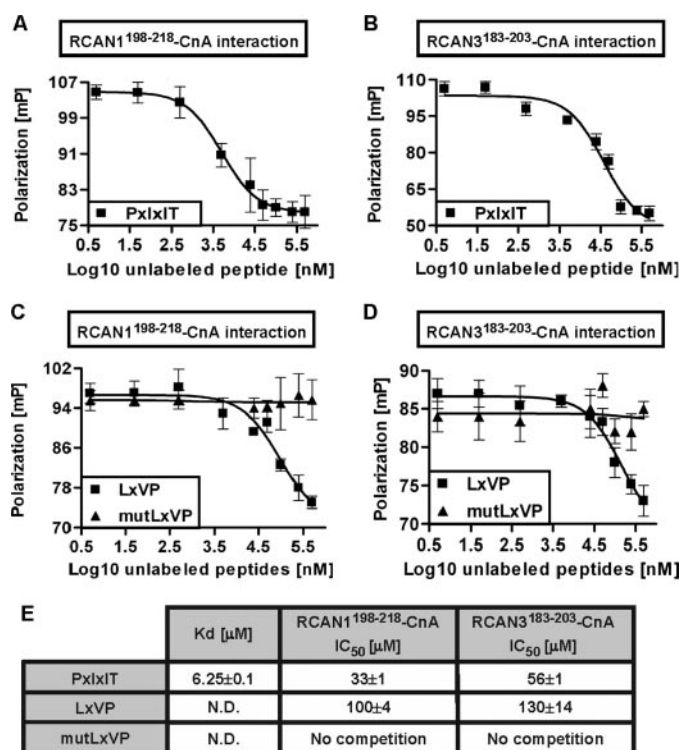 A
RCAN1198-218-CnA interaction
Polarization [mP]
107
99
91
83
75
PxIxIT
0.5 1.5 2.5 3.5 4.5 5.5
Log10 unlabeled peptide [nM]
B
RCAN3183-203-CnA interaction
Polarization [mP]
110
95
80
65
50
PxIxIT
0.5 1.5 2.5 3.5 4.5 5.5
Log10 unlabeled peptide [nM]
C
RCAN1198-218-CnA interaction
Polarization [mP]
102
94
86
78
70
LxVP
mutLxVP
0.5 1.5 2.5 3.5 4.5 5.5
Log10 unlabeled peptides [nM]
D
RCAN3183-203-CnA interaction
Polarization [mP]
90
85
80
75
70
LxVP
mutLxVP
0.5 1.5 2.5 3.5 4.5 5.5
Log10 unlabeled peptides [nM]
E
Kd [µM] RCAN1198-218-CnA IC50 [µM] RCAN3183-203-CnA IC50 [µM]
PxIxIT 6.25±0.1 33±1 56±1
LxVP N.D. 100±4 130±14
mutLxVP N.D. No competition No competition